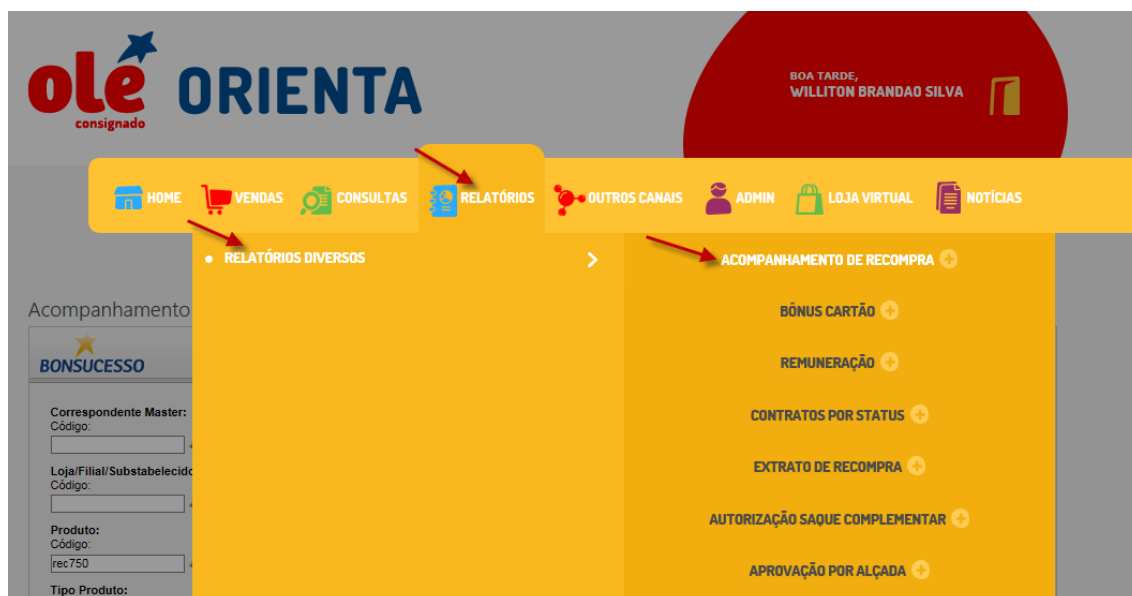 olé
consignado
ORIENTA
BOA TARDE,
WILLITON BRANDAO SILVA
HOME
VENDAS
CONSULTAS
RELATÓRIOS
OUTROS CANAIS
ADMIN
LOJA VIRTUAL
NOTÍCIAS
RELATÓRIOS DIVERSOS
ACOMPANHAMENTO DE RECOMPRA
BÔNUS CARTÃO
REMUNERAÇÃO
CONTRATOS POR STATUS
EXTRATO DE RECOMPRA
AUTORIZAÇÃO SAQUE COMPLEMENTAR
APROVAÇÃO POR ALÇADA
Acompanhamento
BONSUCESSO
Correspondente Master:
Código:
Loja/Filial/Substabelecido
Código:
Produto:
Código:
rec750
Tipo Produto: